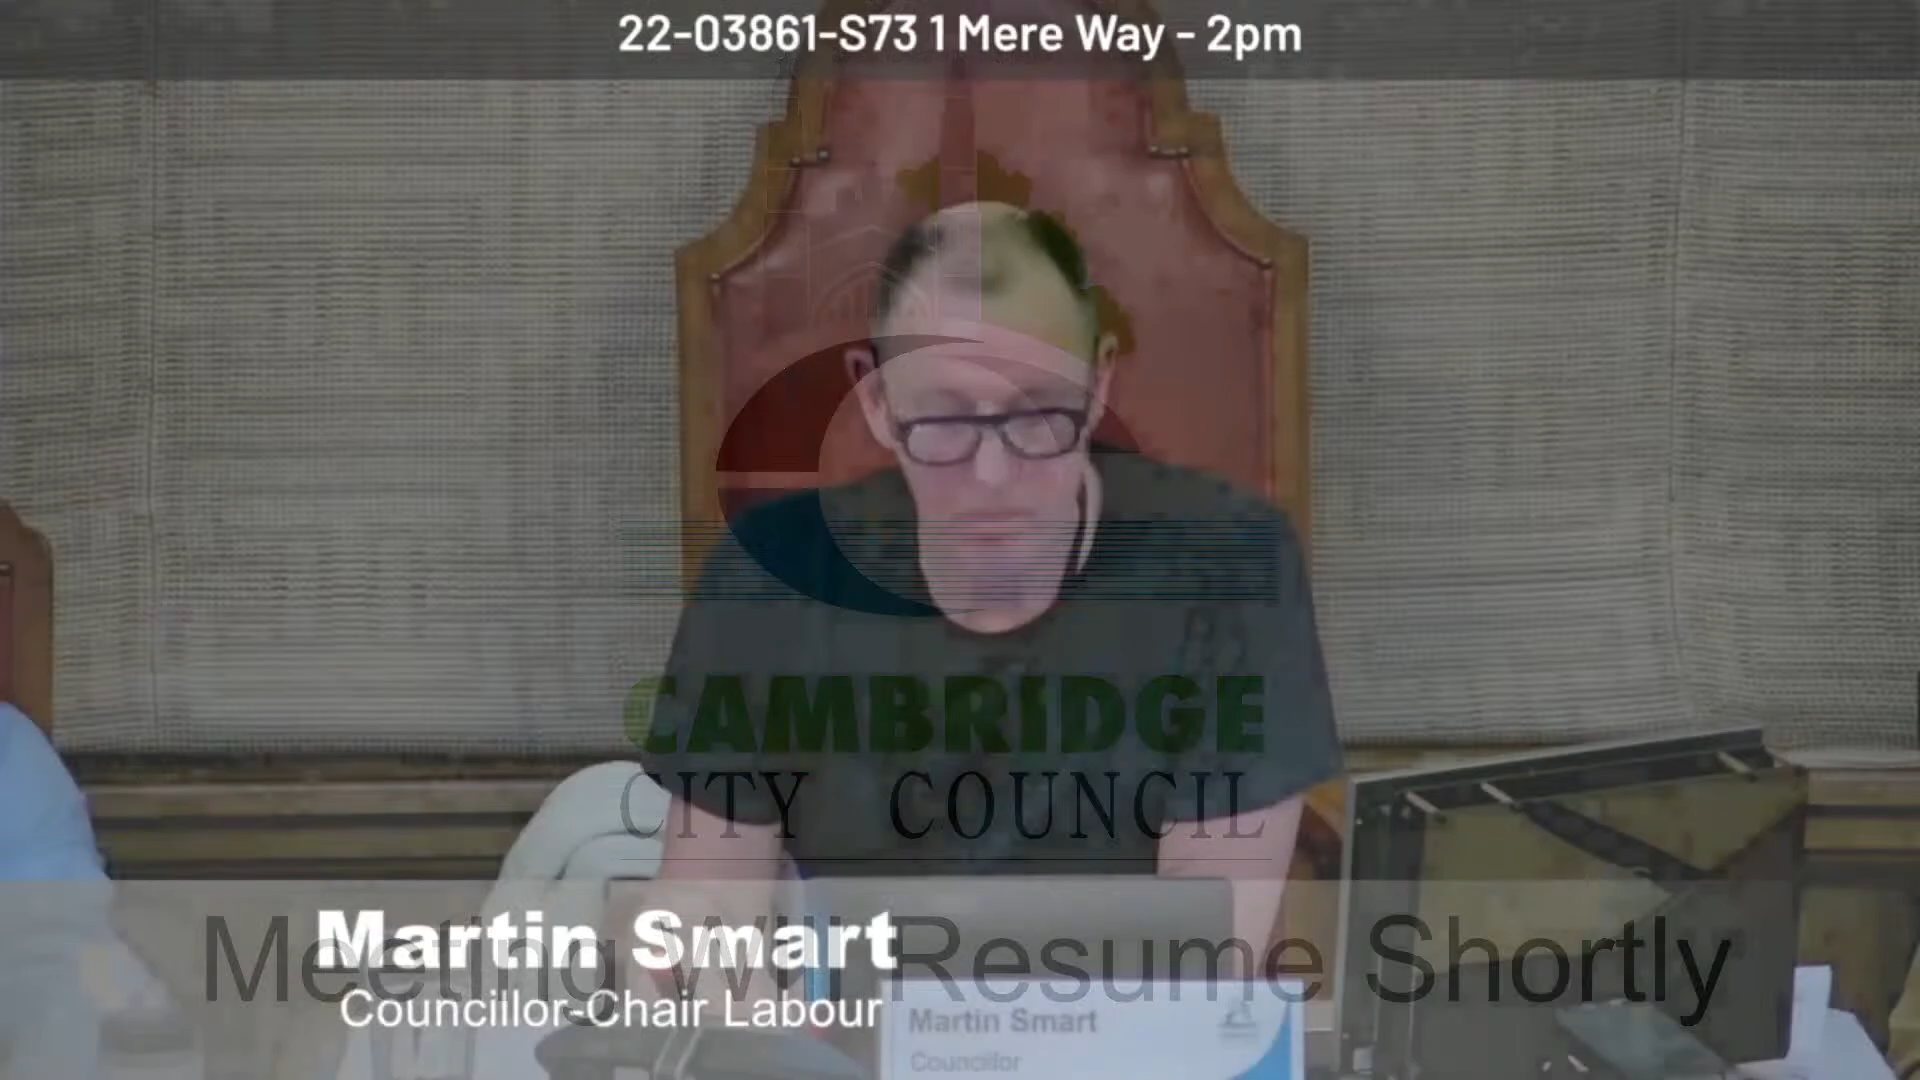 22-03861-S73 1 Mere Way - 2pm
CAMBRIDGE
CITY COUNCIL
Meeting Will Resume Shortly
Martin Smart
Councillor-Chair Labour
Martin Smart
Councillor